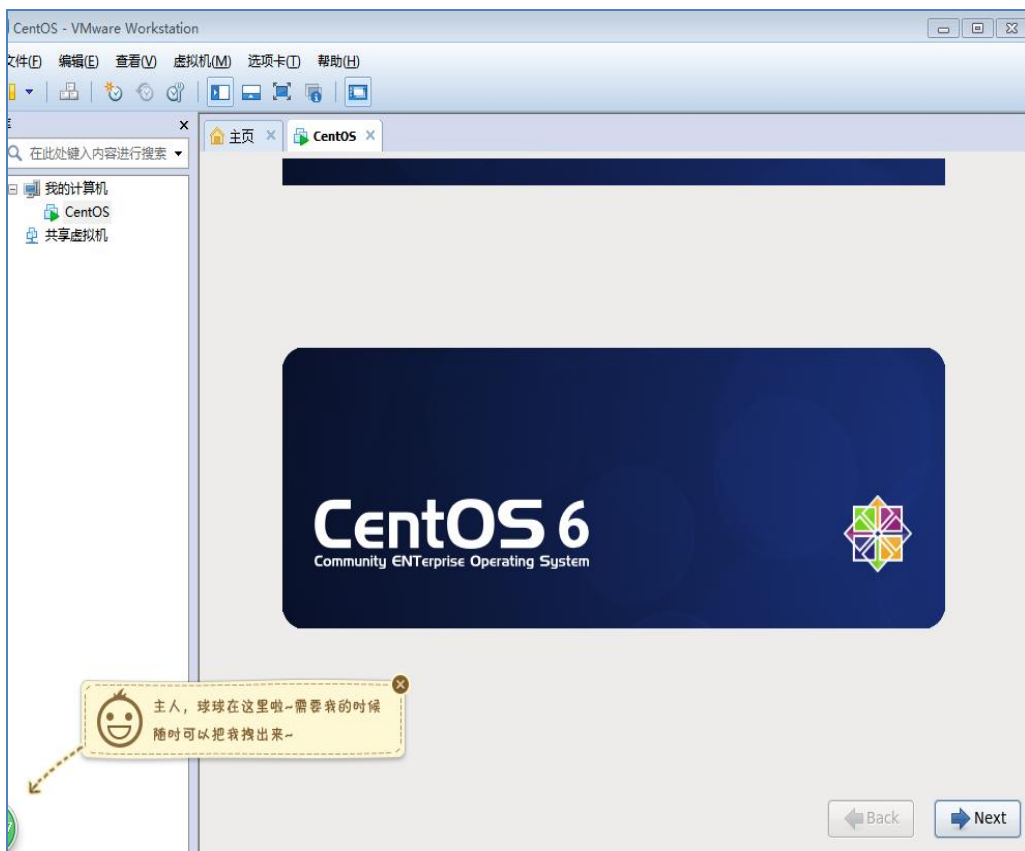 CentOS - VMware Workstation
文件(F) 编辑(E) 查看(V) 虚拟机(M) 选项卡(T) 帮助(H)
主页 CentOS
在此处键入内容进行搜索
我的计算机
CentOS
共享虚拟机
CentOS 6
Community ENTerprise Operating System
主人，球球在这里啦~需要我的时候
随时可以把我拽出来~
Back Next